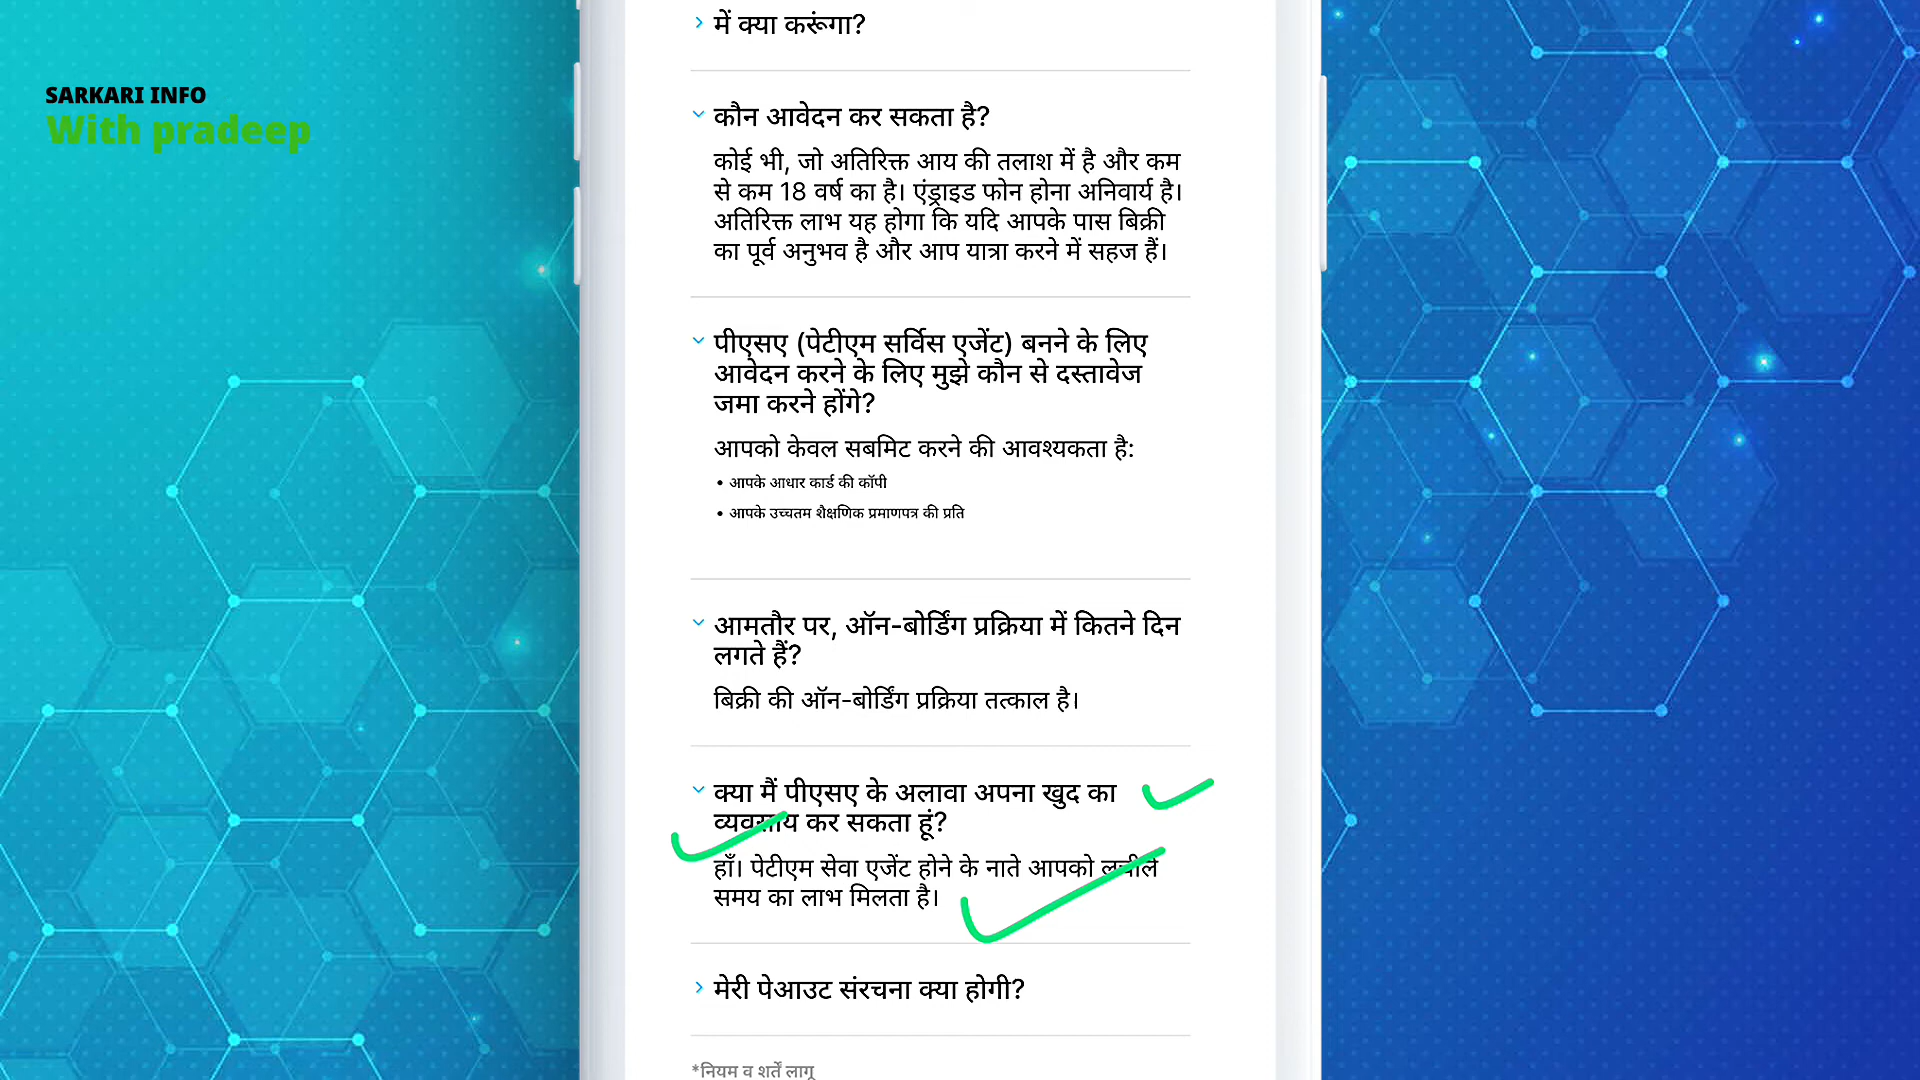 SARKARI INFO
With pradeep
में क्या करूंगा?
कौन आवेदन कर सकता है?
कोई भी, जो अतिरिक्त आय की तलाश में है और कम
से कम 18 वर्ष का है। एंड्राइड फोन होना अनिवार्य है।
अतिरिक्त लाभ यह होगा कि यदि आपके पास बिक्री
का पूर्व अनुभव है और आप यात्रा करने में सहज हैं।
पीएसए (पेटीएम सर्विस एजेंट) बनने के लिए
आवेदन करने के लिए मुझे कौन से दस्तावेज
जमा करने होंगे?
आपको केवल सबमिट करने की आवश्यकता है:
• आपके आधार कार्ड की कॉपी
• आपके उच्चतम शैक्षणिक प्रमाणपत्र की प्रति
आमतौर पर, ऑन-बोर्डिंग प्रक्रिया में कितने दिन
लगते हैं?
बिक्री की ऑन-बोर्डिंग प्रक्रिया तत्काल है।
क्या मैं पीएसए के अलावा अपना खुद का
व्यवसाय कर सकता हूं?
हाँ। पेटीएम सेवा एजेंट होने के नाते आपको लचीले
समय का लाभ मिलता है।
मेरी पेआउट संरचना क्या होगी?
*नियम व शर्तें लागू